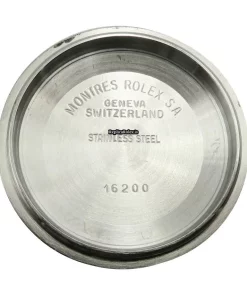 MONTRES ROLEX S.A
GENEVA
SWITZERLAND
STAINLESS STEEL
16200